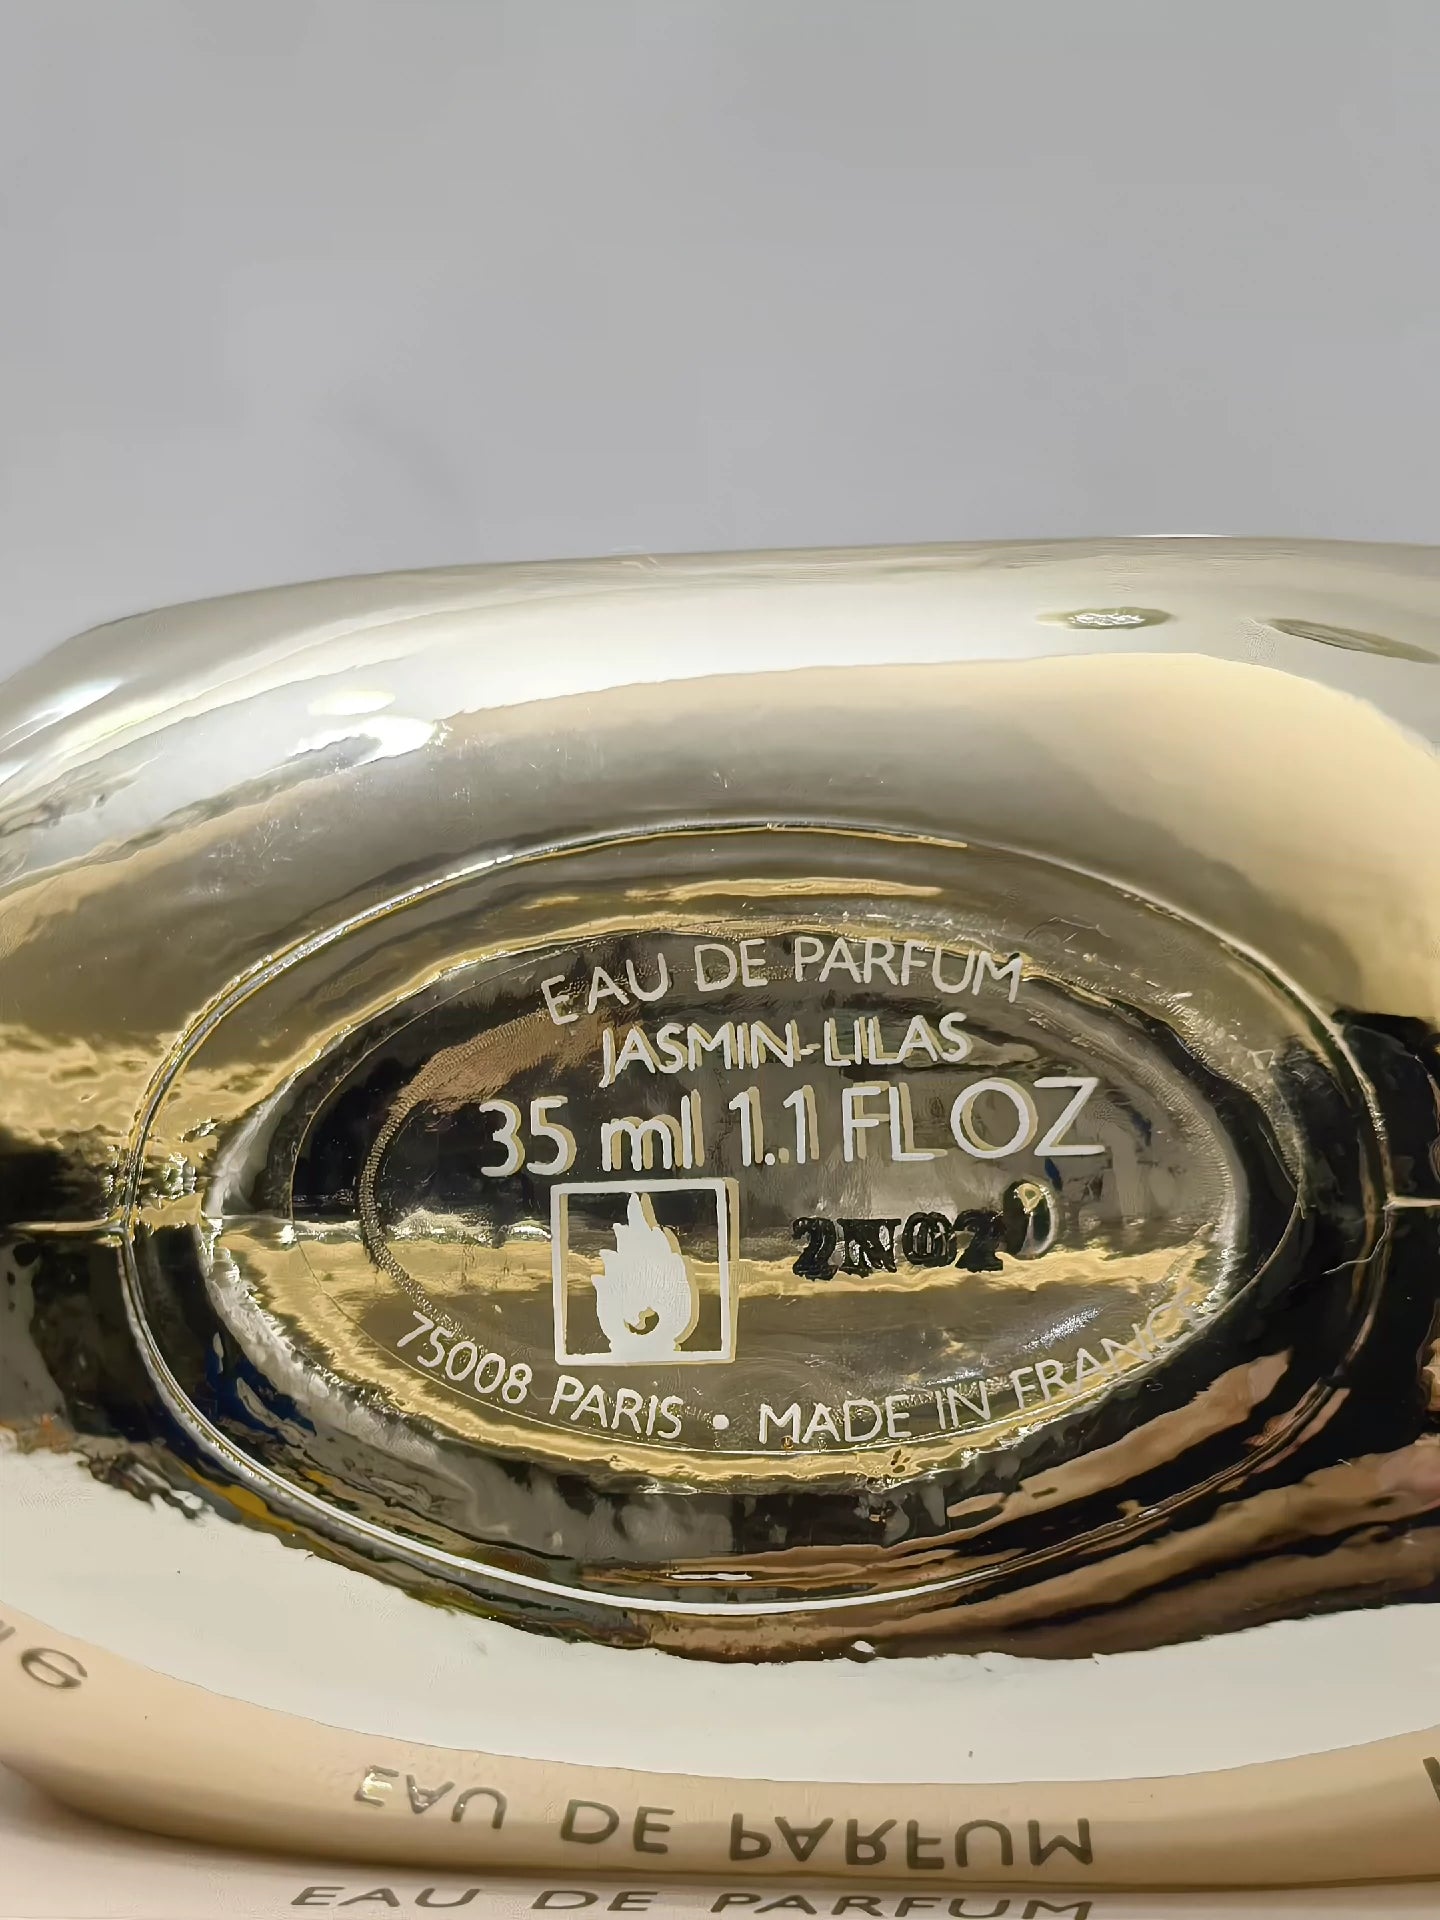 EAU DE PARFUM
JASMIN-LILAS
35 ml 1.1 FL OZ
2N02
75008 PARIS • MADE IN FRANCE
EAU DE PARFUM
EAU DE PARFUM